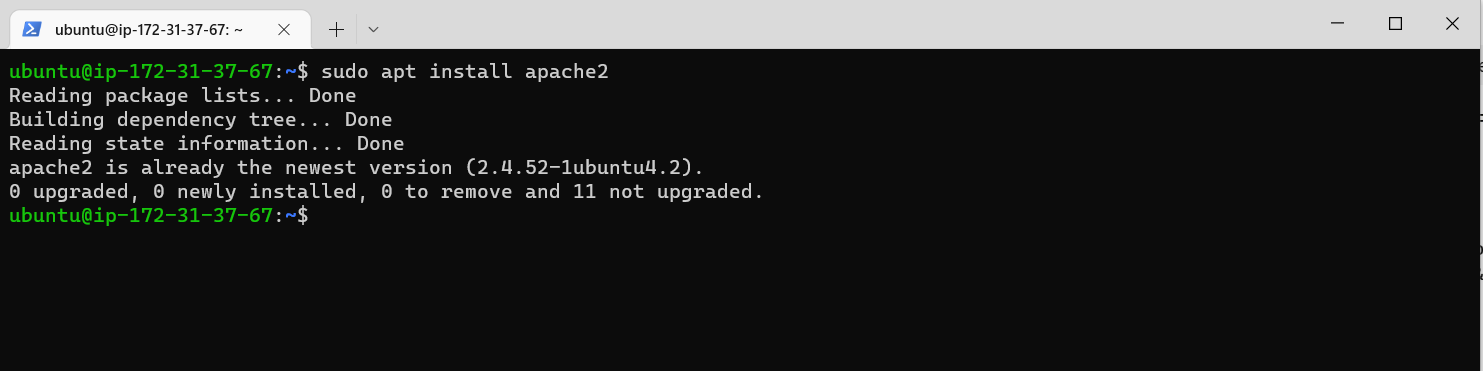 ubuntu@ip-172-31-37-67: ~
ubuntu@ip-172-31-37-67:~$ sudo apt install apache2
Reading package lists... Done
Building dependency tree... Done
Reading state information... Done
apache2 is already the newest version (2.4.52-1ubuntu4.2).
0 upgraded, 0 newly installed, 0 to remove and 11 not upgraded.
ubuntu@ip-172-31-37-67:~$